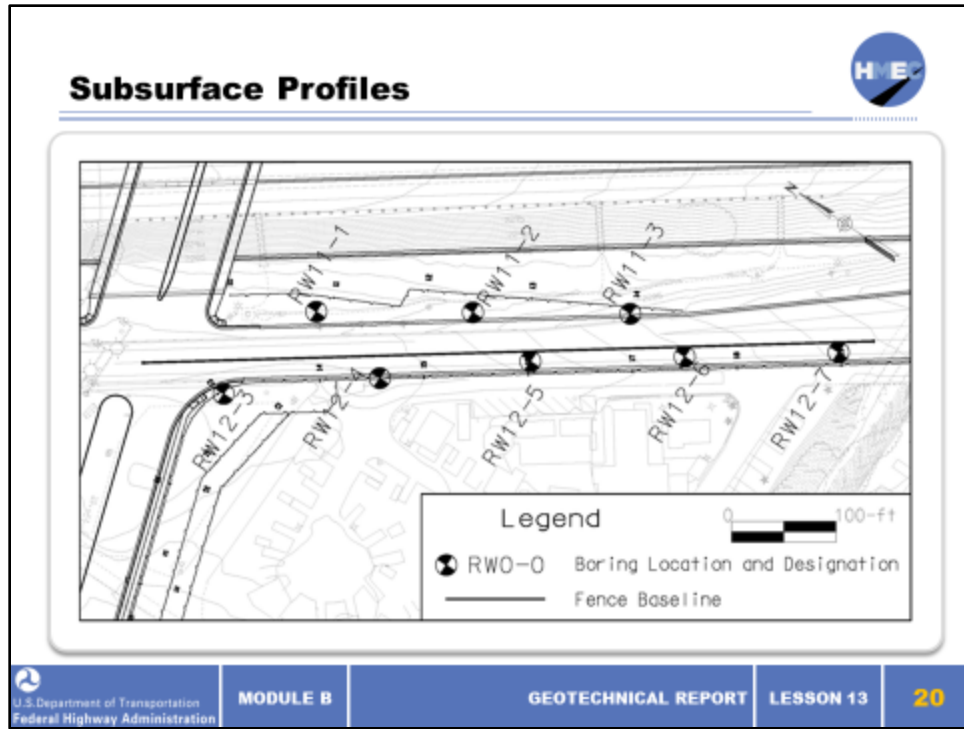 Subsurface Profiles
HMEC
N
RW11-1
RW11-2
RW11-3
RW12-3
RW12-4
RW12-5
RW12-6
RW12-7
Legend
0 100-ft
RW0-0 Boring Location and Designation
Fence Baseline
U.S.Department of Transportation
Federal Highway Administration
MODULE B
GEOTECHNICAL REPORT
LESSON 13
20